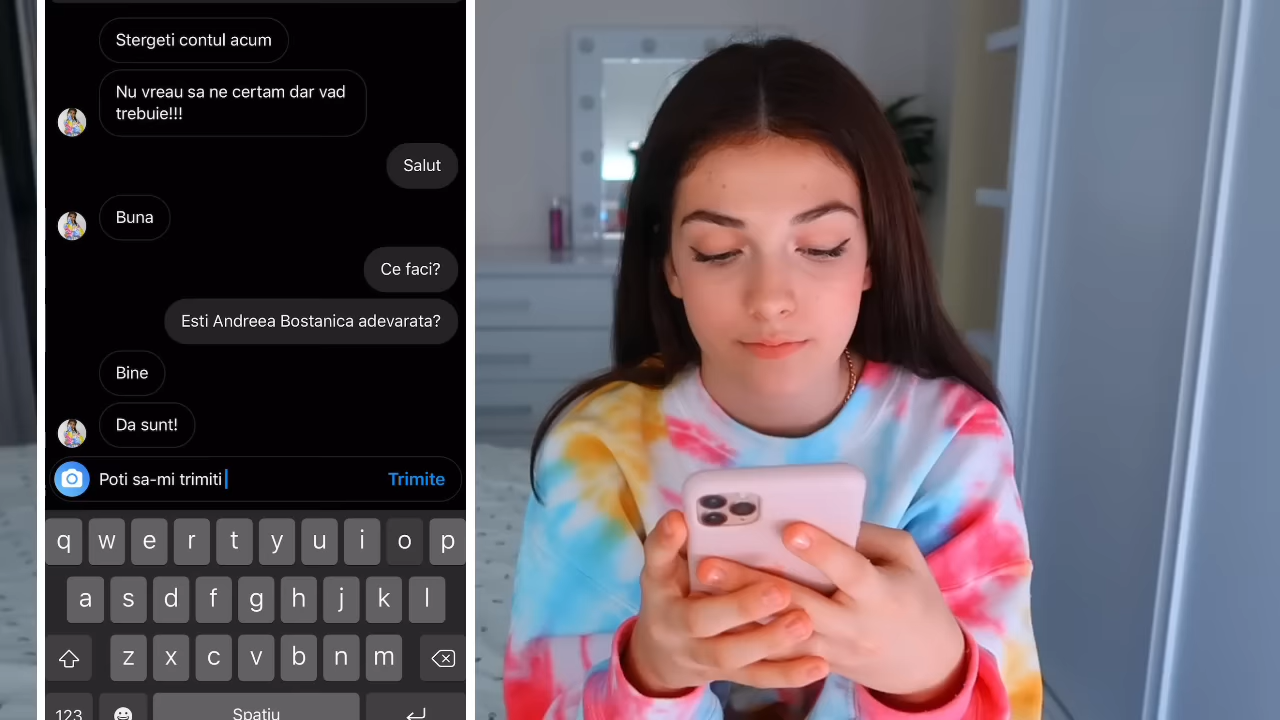 Stergeti contul acum
Nu vreau sa ne certam dar vad
trebuie!!!
Salut
Buna
Ce faci?
Esti Andreea Bostanica adevarata?
Bine
Da sunt!
Poti sa-mi trimiti
Trimite
q w e r t y u i o p
a s d f g h j k l
z x c v b n m
123
Spatiu